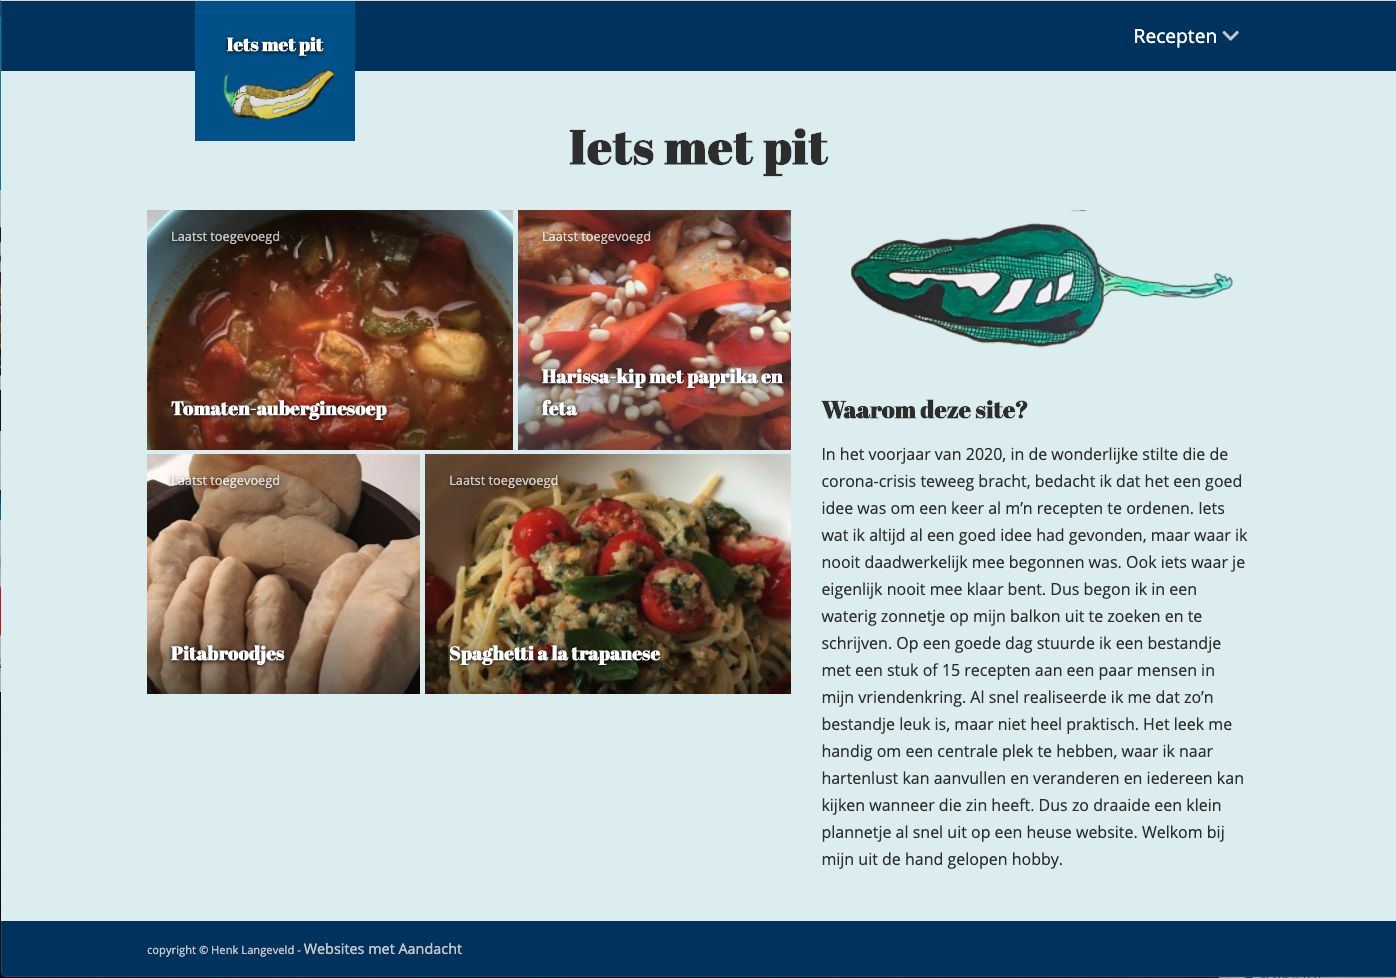 Iets met pit
Recepten
Iets met pit
Laatst toegevoegd
Tomaten-auberginesoep
Laatst toegevoegd
Harissa-kip met paprika en
feta
Laatst toegevoegd
Pitabroodjes
Laatst toegevoegd
Spaghetti a la trapanese
Waarom deze site?
In het voorjaar van 2020, in de wonderlijke stilte die de
corona-crisis teweeg bracht, bedacht ik dat het een goed
idee was om een keer al m’n recepten te ordenen. Iets
wat ik altijd al een goed idee had gevonden, maar waar ik
nooit daadwerkelijk mee begonnen was. Ook iets waar je
eigenlijk nooit mee klaar bent. Dus begon ik in een
waterig zonnetje op mijn balkon uit te zoeken en te
schrijven. Op een goede dag stuurde ik een bestandje
met een stuk of 15 recepten aan een paar mensen in
mijn vriendenkring. Al snel realiseerde ik me dat zo’n
bestandje leuk is, maar niet heel praktisch. Het leek me
handig om een centrale plek te hebben, waar ik naar
hartenlust kan aanvullen en veranderen en iedereen kan
kijken wanneer die zin heeft. Dus zo draaide een klein
plannetje al snel uit op een heuse website. Welkom bij
mijn uit de hand gelopen hobby.
copyright © Henk Langeveld - Websites met Aandacht